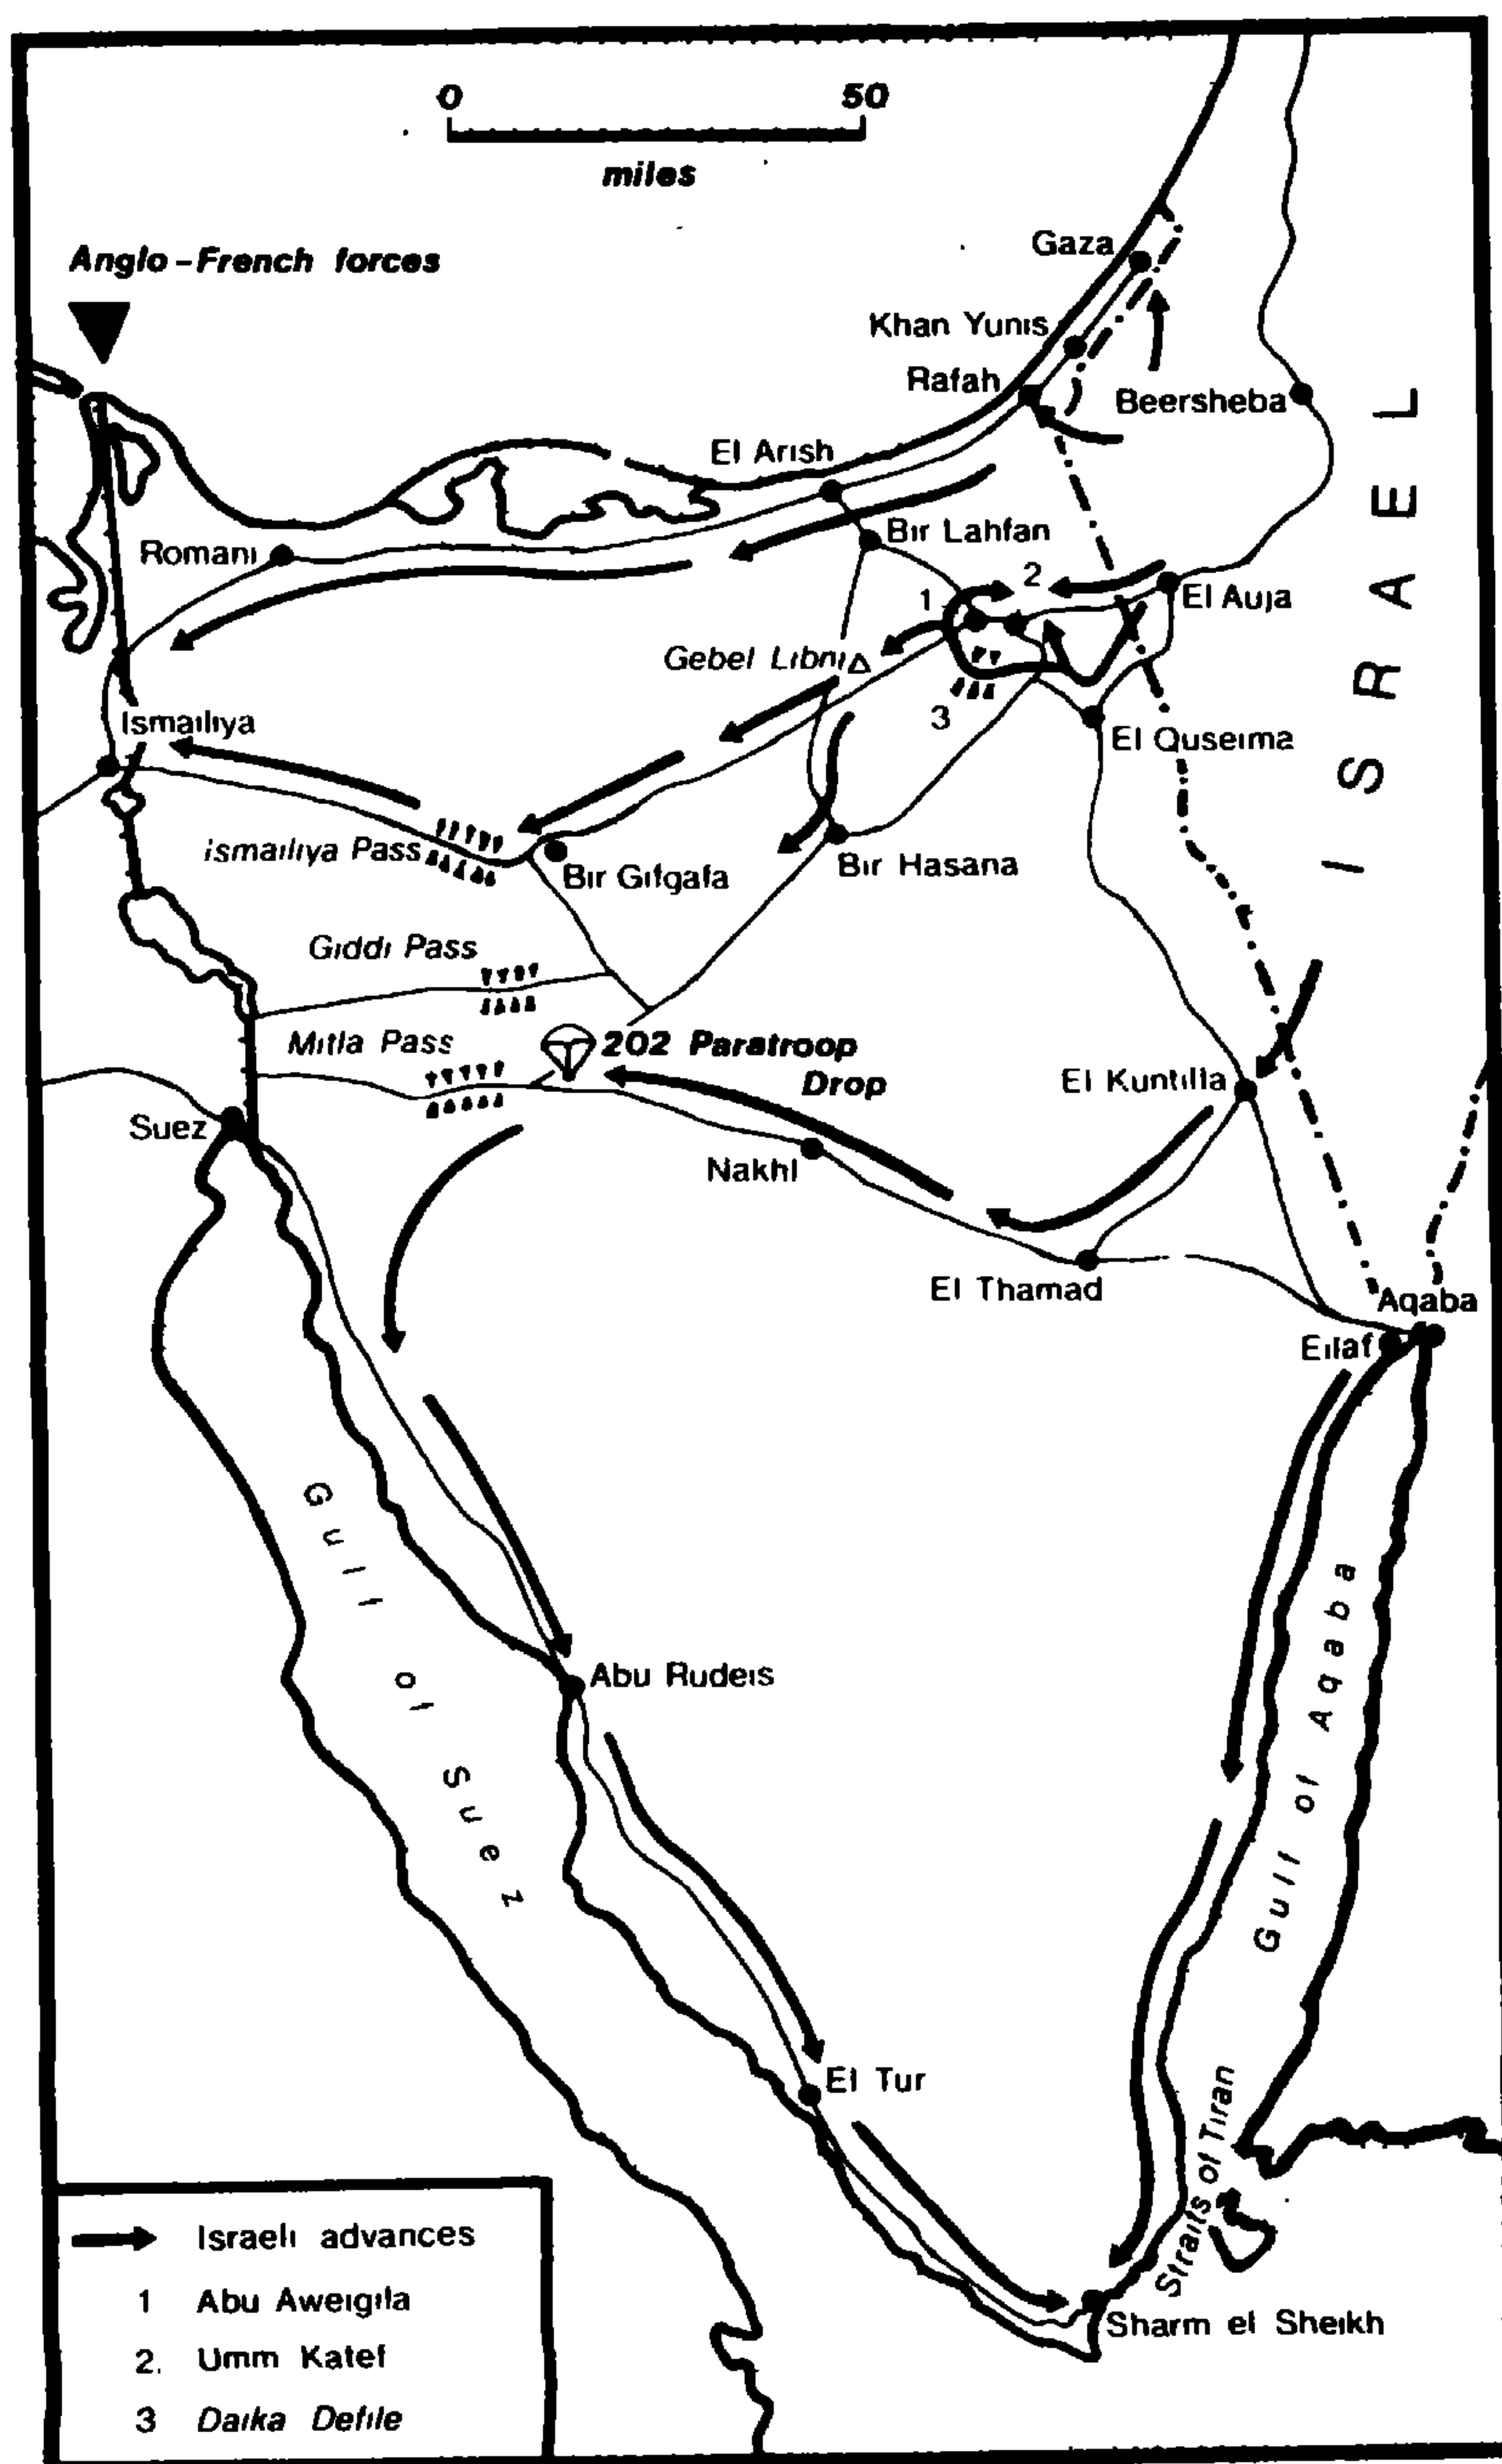 0 50
miles
Anglo-French forces
Gaza
Khan Yunis
Rafah
Beersheba
El Arish
Bir Lahfan
Romani
2
1
El Auja
Gebel Libni
3
El Quseima
ISRAEL
Ismailiya
Ismailiya Pass
Bir Gifgafa
Bir Hasana
Giddi Pass
Mitla Pass
202 Paratroop
Drop
El Kuntilla
Suez
Nakhl
El Thamad
Aqaba
Eilat
Gulf of Suez
Gulf of Aqaba
Abu Rudeis
El Tur
Straits of Tiran
Sharm el Sheikh
Israeli advances
1 Abu Aweigila
2. Umm Katef
3 Daika Defile